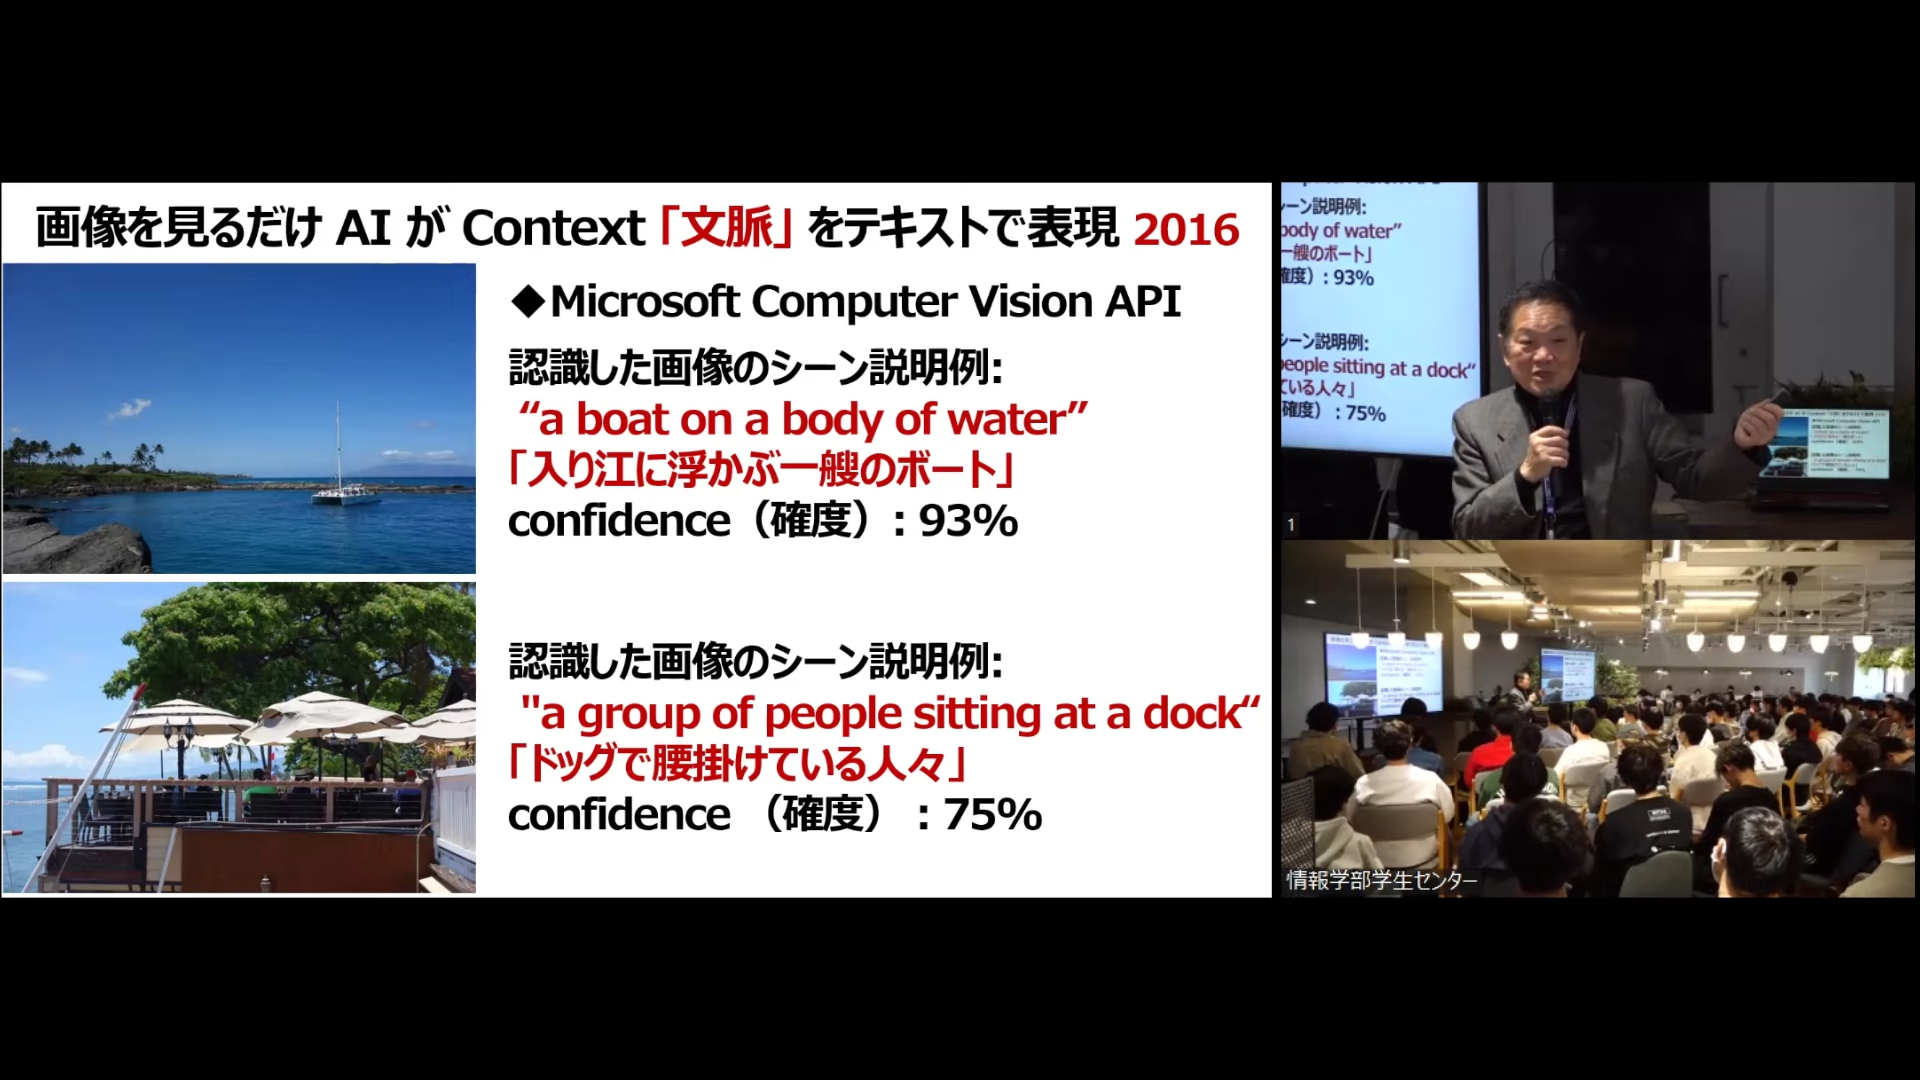 画像を見るだけ AI が Context「文脈」をテキストで表現 2016
◆Microsoft Computer Vision API
認識した画像のシーン説明例:
“a boat on a body of water”
「入り江に浮かぶ一艘のボート」
confidence（確度）: 93%
認識した画像のシーン説明例:
"a group of people sitting at a dock“
「ドッグで腰掛けている人々」
confidence （確度） : 75%
シーン説明例:
body of water”
一艘のボート」
確度）: 93%
シーン説明例:
people sitting at a dock“
ている人々」
確度） : 75%
1
情報学部学生センター